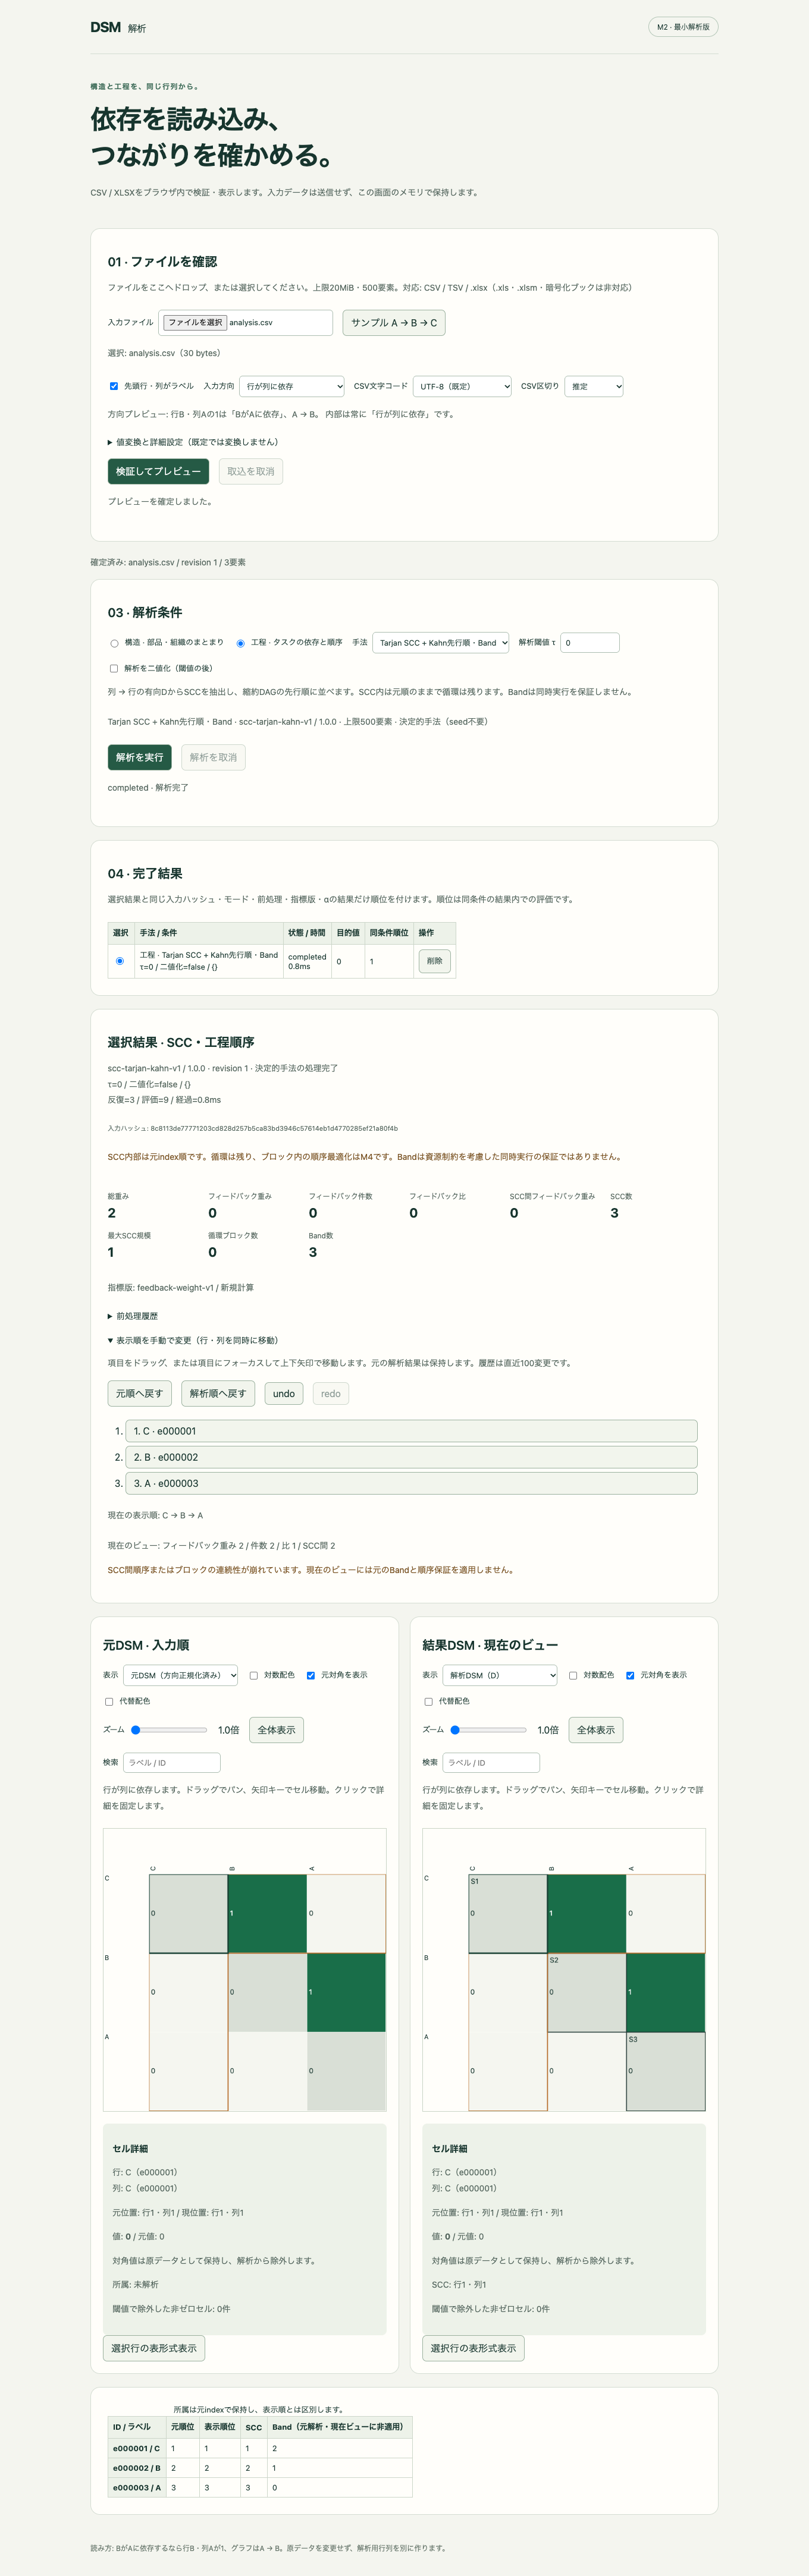 DSM 解析
M2 · 最小解析版
構造と工程を、同じ行列から。
依存を読み込み、
つながりを確かめる。
CSV / XLSXをブラウザ内で検証・表示します。入力データは送信せず、この画面のメモリで保持します。
01 · ファイルを確認
ファイルをここへドロップ、または選択してください。上限20MiB・500要素。対応: CSV / TSV / .xlsx（.xls・.xlsm・暗号化ブックは非対応）
入力ファイル ファイルを選択 analysis.csv サンプル A → B → C
選択: analysis.csv（30 bytes）
先頭行・列がラベル 入力方向 行が列に依存 CSV文字コード UTF-8（既定） CSV区切り 推定
方向プレビュー: 行B・列Aの1は「BがAに依存」、A → B。 内部は常に「行が列に依存」です。
▶ 値変換と詳細設定（既定では変換しません）
検証してプレビュー 取込を取消
プレビューを確定しました。
確定済み: analysis.csv / revision 1 / 3要素
03 · 解析条件
構造 · 部品・組織のまとまり 工程 · タスクの依存と順序 手法 Tarjan SCC + Kahn先行順・Band 解析閾値 τ 0
解析を二値化（閾値の後）
列 → 行の有向DからSCCを抽出し、縮約DAGの先行順に並べます。SCC内は元順のままで循環は残ります。Bandは同時実行を保証しません。
Tarjan SCC + Kahn先行順・Band · scc-tarjan-kahn-v1 / 1.0.0 · 上限500要素 · 決定的手法（seed不要）
解析を実行 解析を取消
completed · 解析完了
04 · 完了結果
選択結果と同じ入力ハッシュ・モード・前処理・指標版・αの結果だけ順位を付けます。順位は同条件の結果内での評価です。
選択 手法 / 条件 状態 / 時間 目的値 同条件順位 操作
工程 · Tarjan SCC + Kahn先行順・Band
τ=0 / 二値化=false / {}
completed
0.8ms
0 1 削除
選択結果 · SCC・工程順序
scc-tarjan-kahn-v1 / 1.0.0 · revision 1 · 決定的手法の処理完了
τ=0 / 二値化=false / {}
反復=3 / 評価=9 / 経過=0.8ms
入力ハッシュ: 8c8113de77771203cd828d257b5ca83bd3946c57614eb1d4770285ef21a80f4b
SCC内部は元index順です。循環は残り、ブロック内の順序最適化はM4です。Bandは資源制約を考慮した同時実行の保証ではありません。
総重み フィードバック重み フィードバック件数 フィードバック比 SCC間フィードバック重み SCC数
2 0 0 0 0 3
最大SCC規模 循環ブロック数 Band数
1 0 3
指標版: feedback-weight-v1 / 新規計算
▶ 前処理履歴
▼ 表示順を手動で変更（行・列を同時に移動）
項目をドラッグ、または項目にフォーカスして上下矢印で移動します。元の解析結果は保持します。履歴は直近100変更です。
元順へ戻す 解析順へ戻す undo redo
1. 1. C · e000001
2. 2. B · e000002
3. 3. A · e000003
現在の表示順: C → B → A
現在のビュー: フィードバック重み 2 / 件数 2 / 比 1 / SCC間 2
SCC間順序またはブロックの連続性が崩れています。現在のビューには元のBandと順序保証を適用しません。
元DSM · 入力順
表示 元DSM（方向正規化済み） 対数配色 元対角を表示
代替配色
ズーム 1.0倍 全体表示
検索 ラベル / ID
行が列に依存します。ドラッグでパン、矢印キーでセル移動。クリックで詳
細を固定します。
C B A
C 0 1 0
B 0 0 1
A 0 0 0
セル詳細
行: C（e000001）
列: C（e000001）
元位置: 行1・列1 / 現位置: 行1・列1
値: 0 / 元値: 0
対角値は原データとして保持し、解析から除外します。
所属: 未解析
閾値で除外した非ゼロセル: 0件
選択行の表形式表示
結果DSM · 現在のビュー
表示 解析DSM（D） 対数配色 元対角を表示
代替配色
ズーム 1.0倍 全体表示
検索 ラベル / ID
行が列に依存します。ドラッグでパン、矢印キーでセル移動。クリックで詳
細を固定します。
C B A
S1
C 0 1 0
S2
B 0 0 1
S3
A 0 0 0
セル詳細
行: C（e000001）
列: C（e000001）
元位置: 行1・列1 / 現位置: 行1・列1
値: 0 / 元値: 0
対角値は原データとして保持し、解析から除外します。
SCC: 行1・列1
閾値で除外した非ゼロセル: 0件
選択行の表形式表示
所属は元indexで保持し、表示順とは区別します。
ID / ラベル 元順位 表示順位 SCC Band（元解析・現在ビューに非適用）
e000001 / C 1 1 1 2
e000002 / B 2 2 2 1
e000003 / A 3 3 3 0
読み方: BがAに依存するなら行B・列Aが1、グラフはA → B。原データを変更せず、解析用行列を別に作ります。